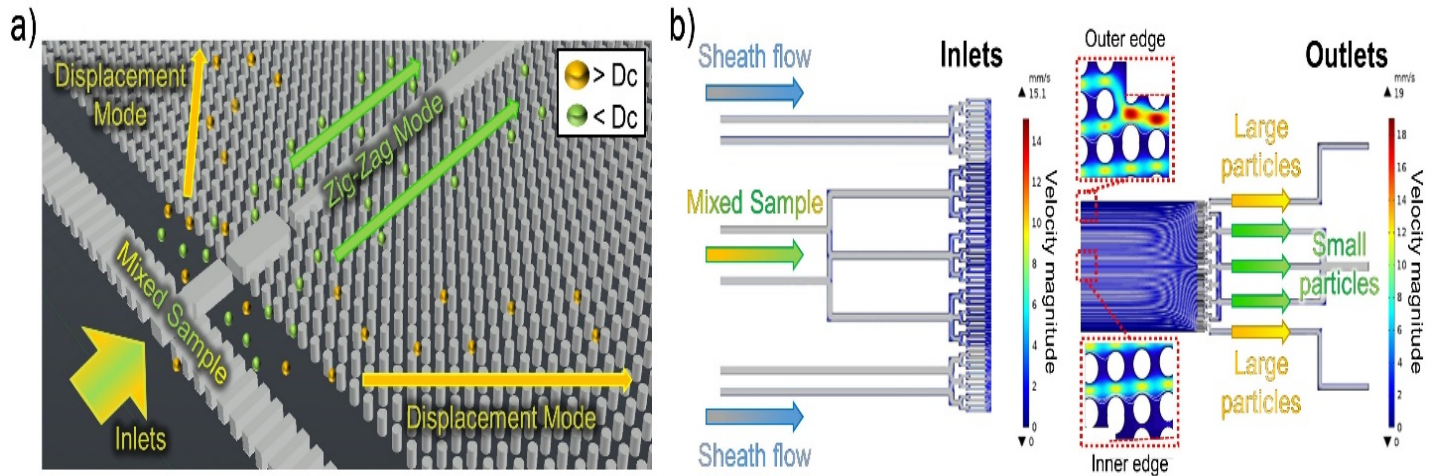 a)
Displacement
Mode
> Dc
< Dc
Zig-Zag Mode
Mixed Sample
Inlets
Displacement Mode
b)
Sheath flow
Mixed Sample
Sheath flow
Inlets
mm/s
▲ 15.1
14
12
10
8
6
4
2
0
▼ 0
Velocity magnitude
Outer edge
Inner edge
Outlets
Large
particles
Small
particles
Large
particles
mm/s
▲ 19
18
16
14
12
10
8
6
4
2
0
▼ 0
Velocity magnitude